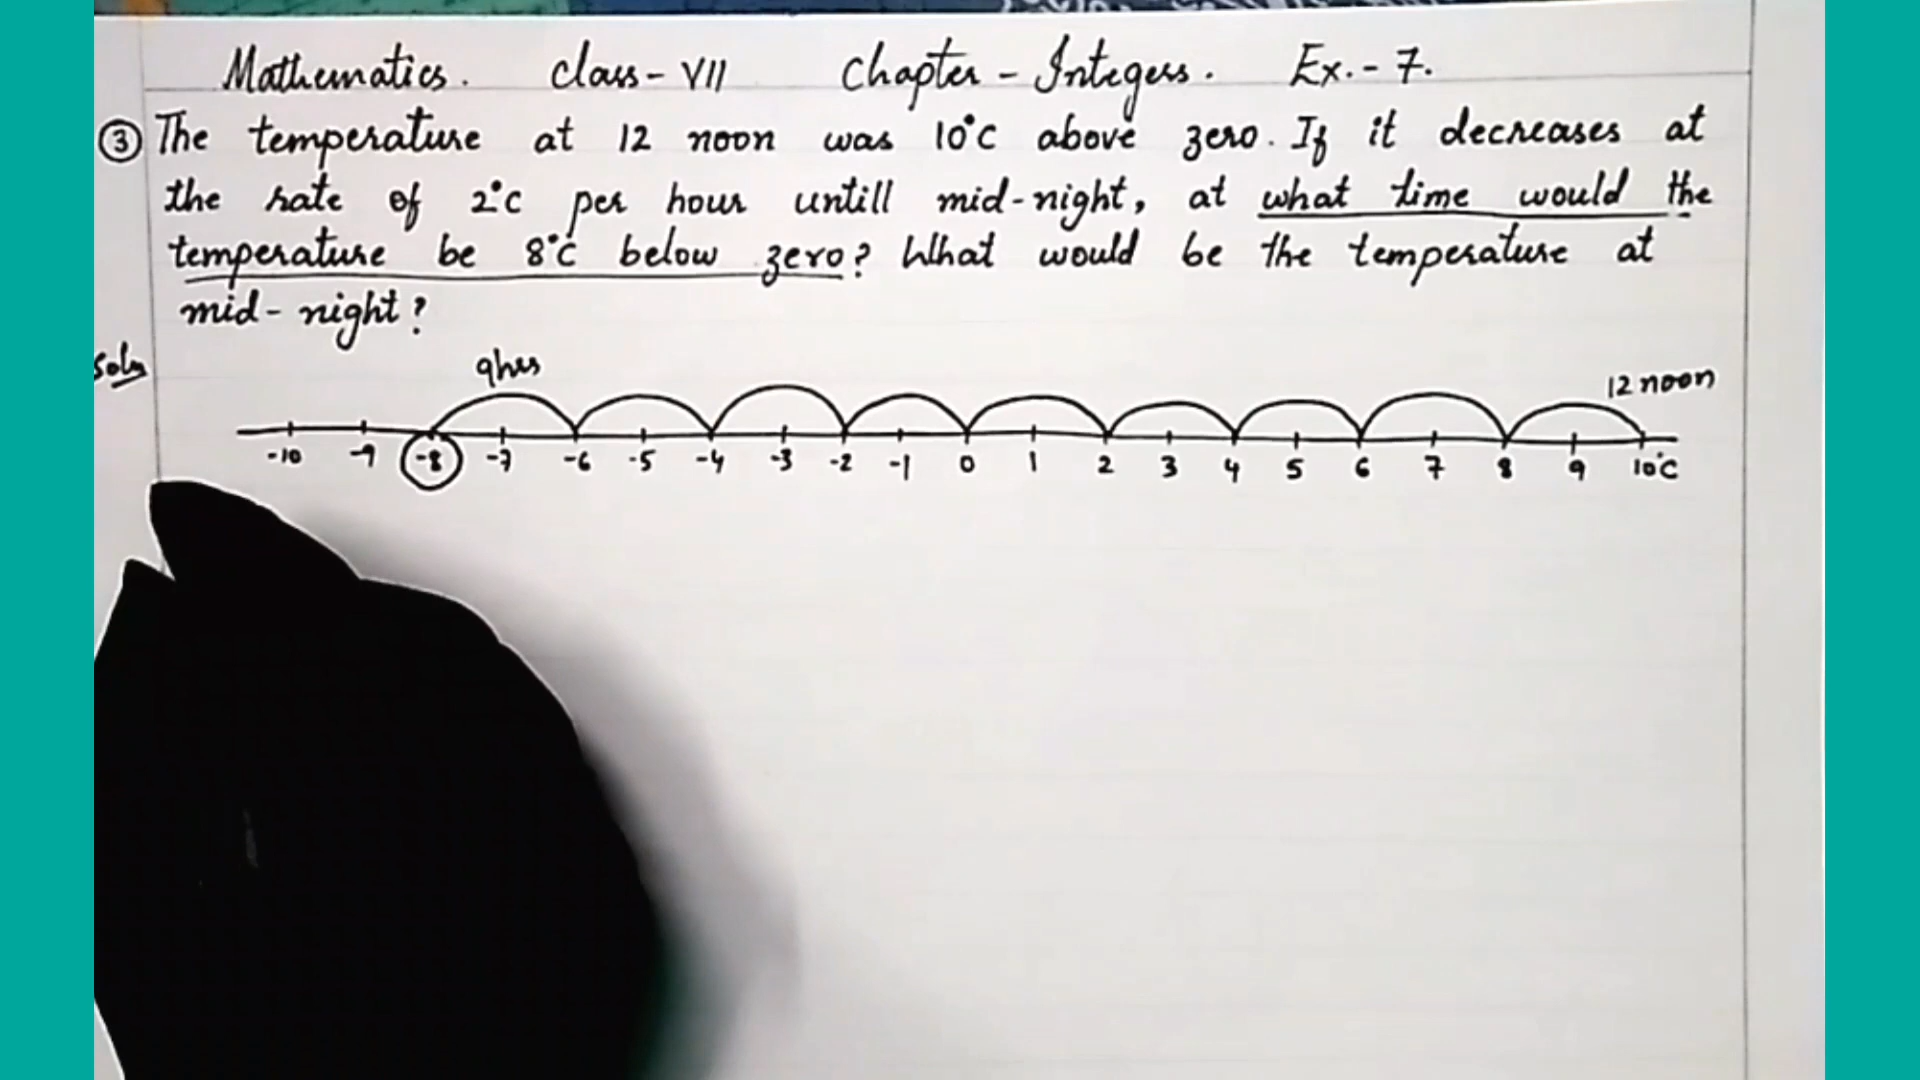 Mathematics. Class-VII Chapter - Integers. Ex.-7.
③ The temperature at 12 noon was 10°C above zero. If it decreases at
the rate of 2°C per hour untill mid-night, at what time would the
temperature be 8°C below zero? What would be the temperature at
mid-night?
Soln
9hrs 12 noon
-10 -9 -8 -7 -6 -5 -4 -3 -2 -1 0 1 2 3 4 5 6 7 8 9 10°C